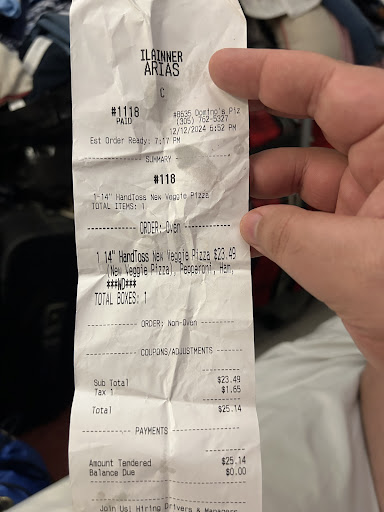 ILAINNER
ARIAS
C
#1118 #8635 Domino's Piz
PAID (305) 762-5327
12/12/2024 6:52 PM
Est Order Ready: 7:17 PM
SUMMARY
#118
1-14" HandToss New Veggie Pizza
TOTAL ITEMS: 1
ORDER: Oven
1 14" HandToss New Veggie Pizza $23.49
(New Veggie Pizza), Pepperoni, Ham,
TOTAL BOXES: 1
ORDER: Non-Oven
COUPONS/ADJUSTMENTS
Sub Total $23.49
Tax 1 $1.65
Total $25.14
PAYMENTS
Amount Tendered $25.14
Balance Due $0.00
Join Us! Hiring Drivers & Managers